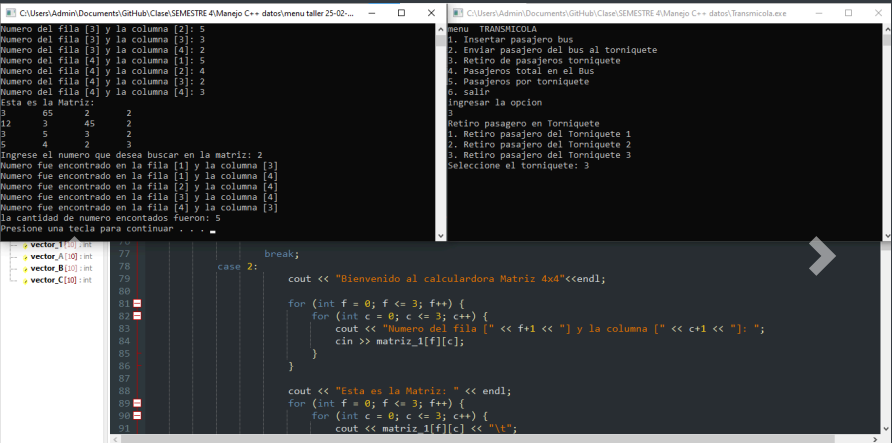 C:\Users\Admin\Documents\GitHub\Clase\SEMESTRE 4\Manejo C++ datos\menu taller 25-02-...
Numero del fila [3] y la columna [2]: 5
Numero del fila [3] y la columna [3]: 3
Numero del fila [3] y la columna [4]: 2
Numero del fila [4] y la columna [1]: 5
Numero del fila [4] y la columna [2]: 4
Numero del fila [4] y la columna [3]: 2
Numero del fila [4] y la columna [4]: 3
Esta es la Matriz:
3 65 2 2
12 3 45 2
3 5 3 2
5 4 2 3
Ingrese el numero que desea buscar en la matriz: 2
Numero fue encontrado en la fila [1] y la columna [3]
Numero fue encontrado en la fila [1] y la columna [4]
Numero fue encontrado en la fila [2] y la columna [4]
Numero fue encontrado en la fila [3] y la columna [4]
Numero fue encontrado en la fila [4] y la columna [3]
la cantidad de numero encontados fueron: 5
Presione una tecla para continuar . . .
C:\Users\Admin\Documents\GitHub\Clase\SEMESTRE 4\Manejo C++ datos\Transmicola.exe
menu  TRANSMICOLA
1. Insertar pasajero bus
2. Enviar pasajero del bus al torniquete
3. Retiro de pasajeros torniquete
4. Pasajeros total en el Bus
5. Pasajeros por torniquete
6. salir
ingresar la opcion
3
Retiro pasagero en Torniquete
1. Retiro pasajero del Torniquete 1
2. Retiro pasajero del Torniquete 2
3. Retiro pasajero del Torniquete 3
Seleccione el torniquete: 3
vector_1 [10] : int
vector_A [10] : int
vector_B [10] : int
vector_C [10] : int
77 break;
78 case 2:
79 cout << "Bienvenido al calculardora Matriz 4x4"<<endl;
80
81 for (int f = 0; f <= 3; f++) {
82 for (int c = 0; c <= 3; c++) {
83 cout << "Numero del fila [" << f+1 << "] y la columna [" << c+1 << "]: ";
84 cin >> matriz_1[f][c];
85 }
86 }
87
88 cout << "Esta es la Matriz: " << endl;
89 for (int f = 0; f <= 3; f++) {
90 for (int c = 0; c <= 3; c++) {
91 cout << matriz_1[f][c] << "\t";